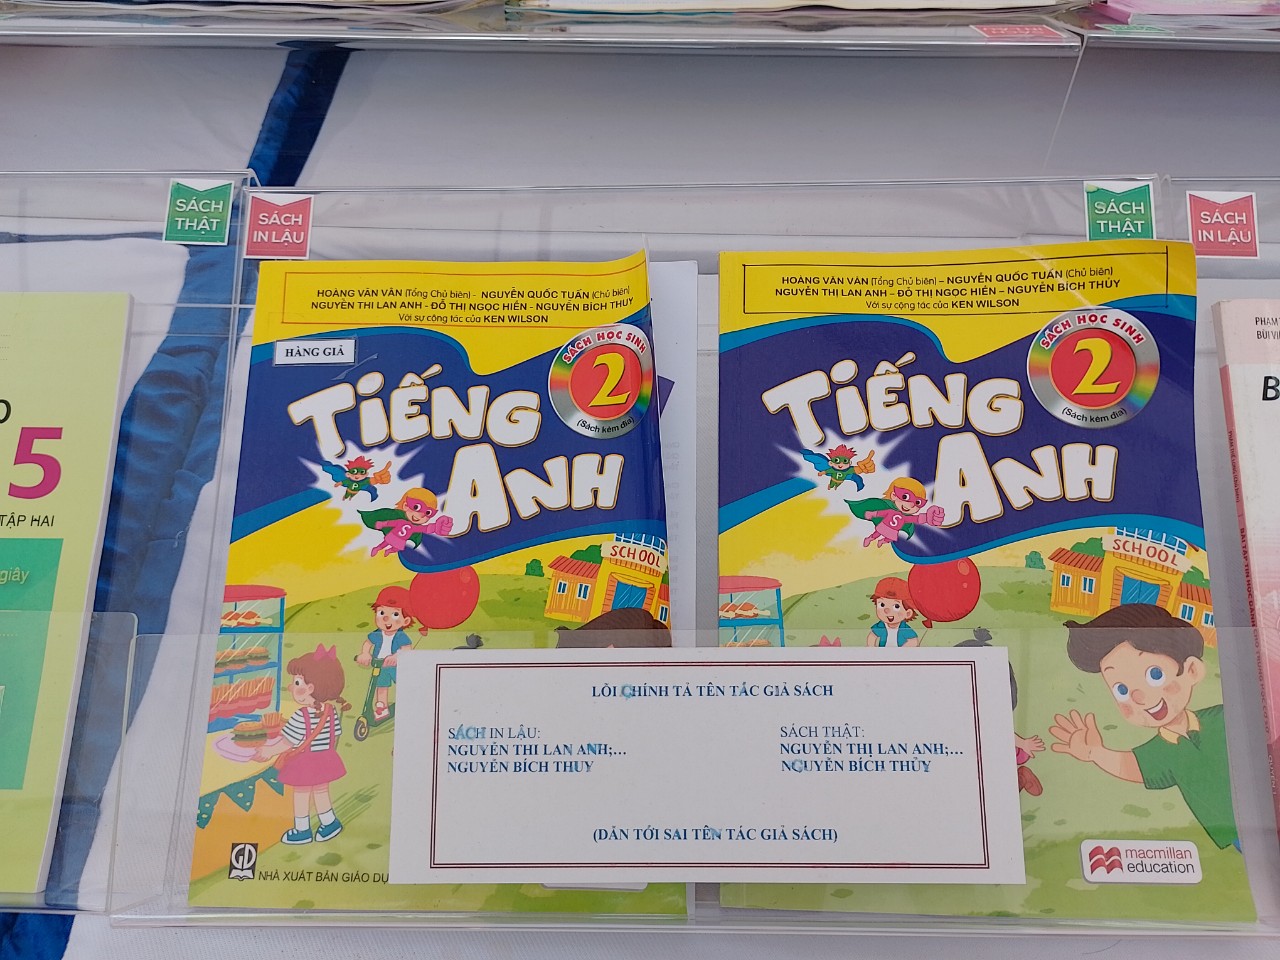 SÁCH
THẬT
SÁCH
IN LẬU
SÁCH
THẬT
SÁCH
IN LẬU
HOÀNG VĂN VÂN (Tổng Chủ biên) - NGUYỄN QUỐC TUẤN (Chủ biên)
NGUYỄN THI LAN ANH - ĐỖ THỊ NGỌC HIỀN - NGUYỄN BÍCH THUY
Với sự cộng tác của KEN WILSON
HÀNG GIẢ
SÁCH HỌC SINH
2
(Sách kèm đĩa)
TIẾNG
ANH
P
S
SCHOOL
NHÀ XUẤT BẢN GIÁO DỤ
GD
HOÀNG VĂN VÂN (Tổng Chủ biên) – NGUYỄN QUỐC TUẤN (Chủ biên)
NGUYỄN THỊ LAN ANH – ĐỖ THỊ NGỌC HIỀN – NGUYỄN BÍCH THỦY
Với sự cộng tác của KEN WILSON
SÁCH HỌC SINH
2
(Sách kèm đĩa)
TIẾNG
ANH
P
S
SCHOOL
macmillan
education
LỖI CHÍNH TẢ TÊN TÁC GIẢ SÁCH
SÁCH IN LẬU:
NGUYỄN THI LAN ANH;...
NGUYỄN BÍCH THUY
SÁCH THẬT:
NGUYỄN THỊ LAN ANH;...
NGUYỄN BÍCH THỦY
(DẪN TỚI SAI TÊN TÁC GIẢ SÁCH)
5
TẬP HAI
giây
PHẠM
BÙI VI
B